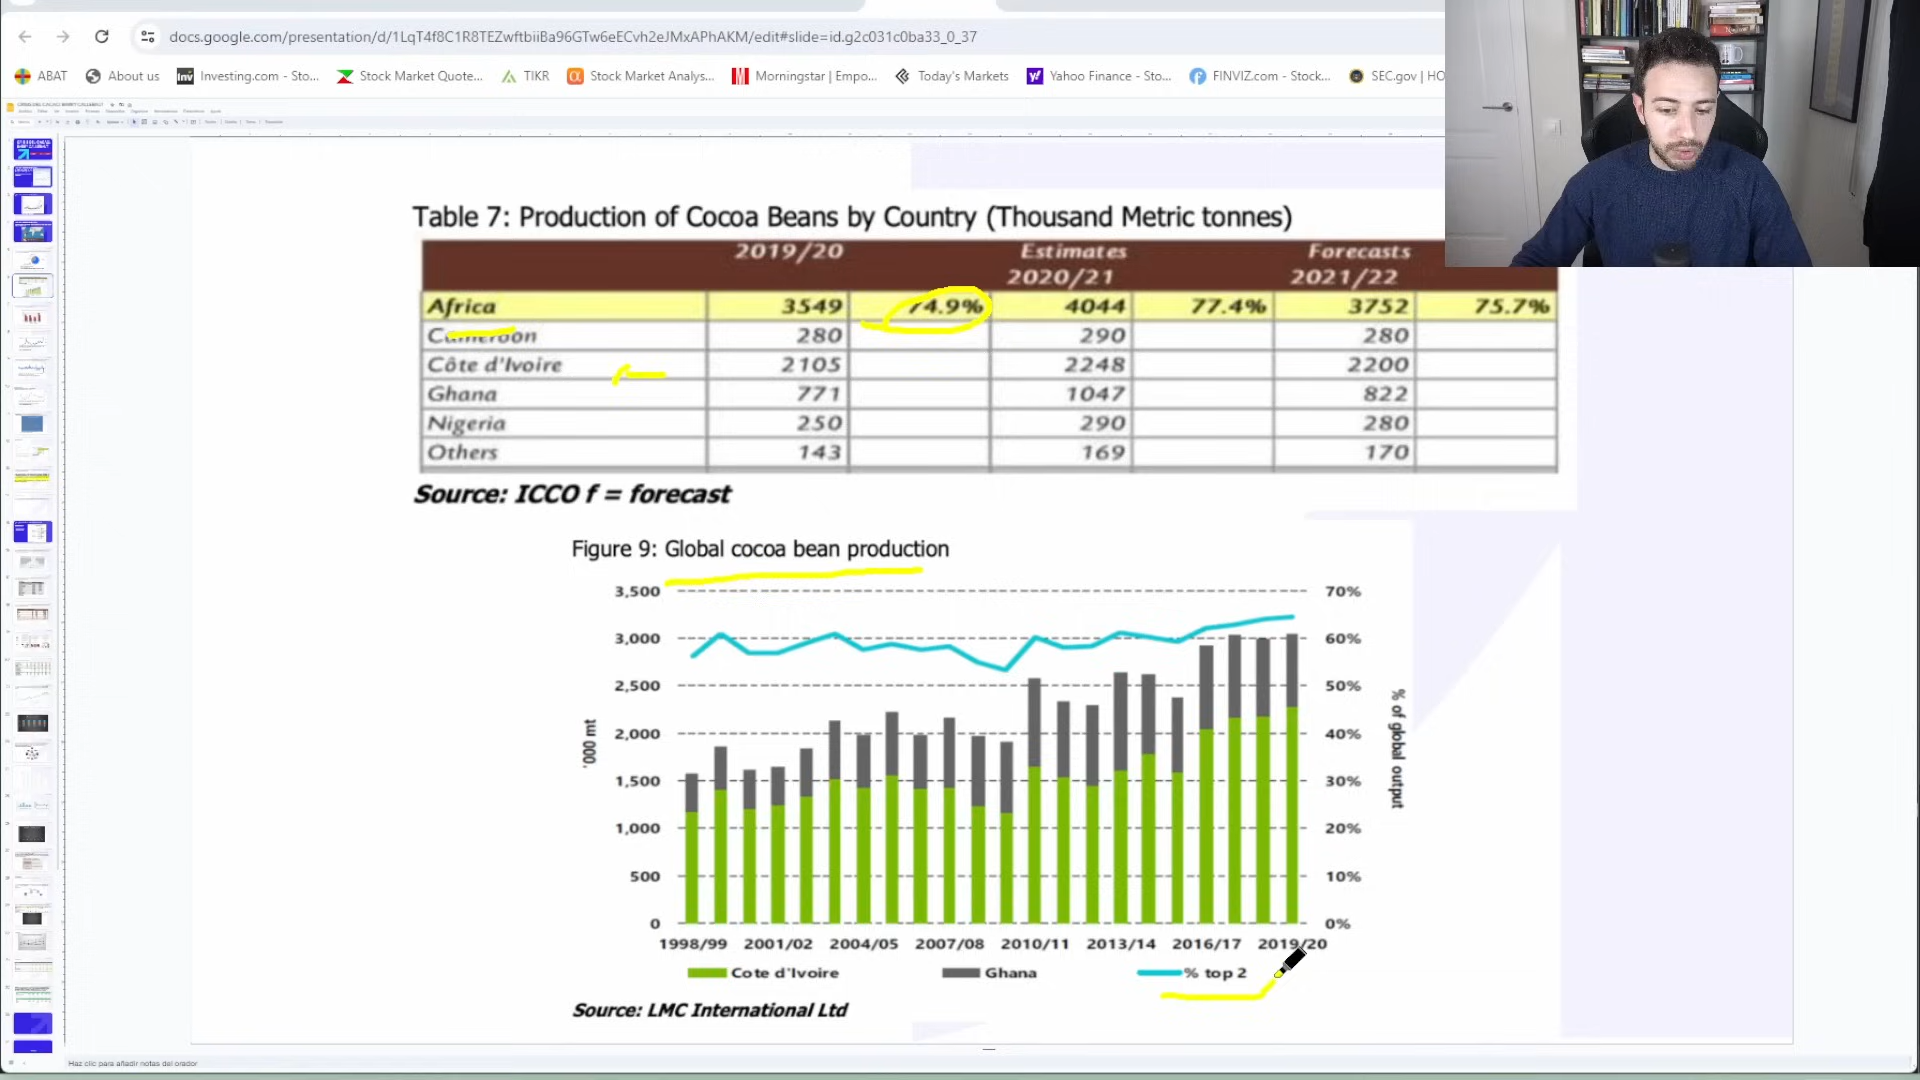 docs.google.com/presentation/d/1LqT4f8C1R8TEZwftbiiBa96GTw6eECvh2eJMxAPhAKM/edit#slide=id.g2c031c0ba33_0_37
ABAT About us Investing.com - Sto... Stock Market Quote... TIKR Stock Market Analys... Morningstar | Empo... Today's Markets Yahoo Finance - Sto... FINVIZ.com - Stock... SEC.gov | HO
Table 7: Production of Cocoa Beans by Country (Thousand Metric tonnes)
2019/20 Estimates 2020/21 Forecasts 2021/22
Africa 3549 74.9% 4044 77.4% 3752 75.7%
Cameroon 280 290 280
Côte d'Ivoire 2105 2248 2200
Ghana 771 1047 822
Nigeria 250 290 280
Others 143 169 170
Source: ICCO f = forecast
Figure 9: Global cocoa bean production
3,500 70%
3,000 60%
2,500 50%
2,000 40%
1,500 30%
1,000 20%
500 10%
0 0%
'000 mt
% of global output
1998/99 2001/02 2004/05 2007/08 2010/11 2013/14 2016/17 2019/20
Cote d'Ivoire Ghana % top 2
Source: LMC International Ltd
Haz clic para añadir notas del orador